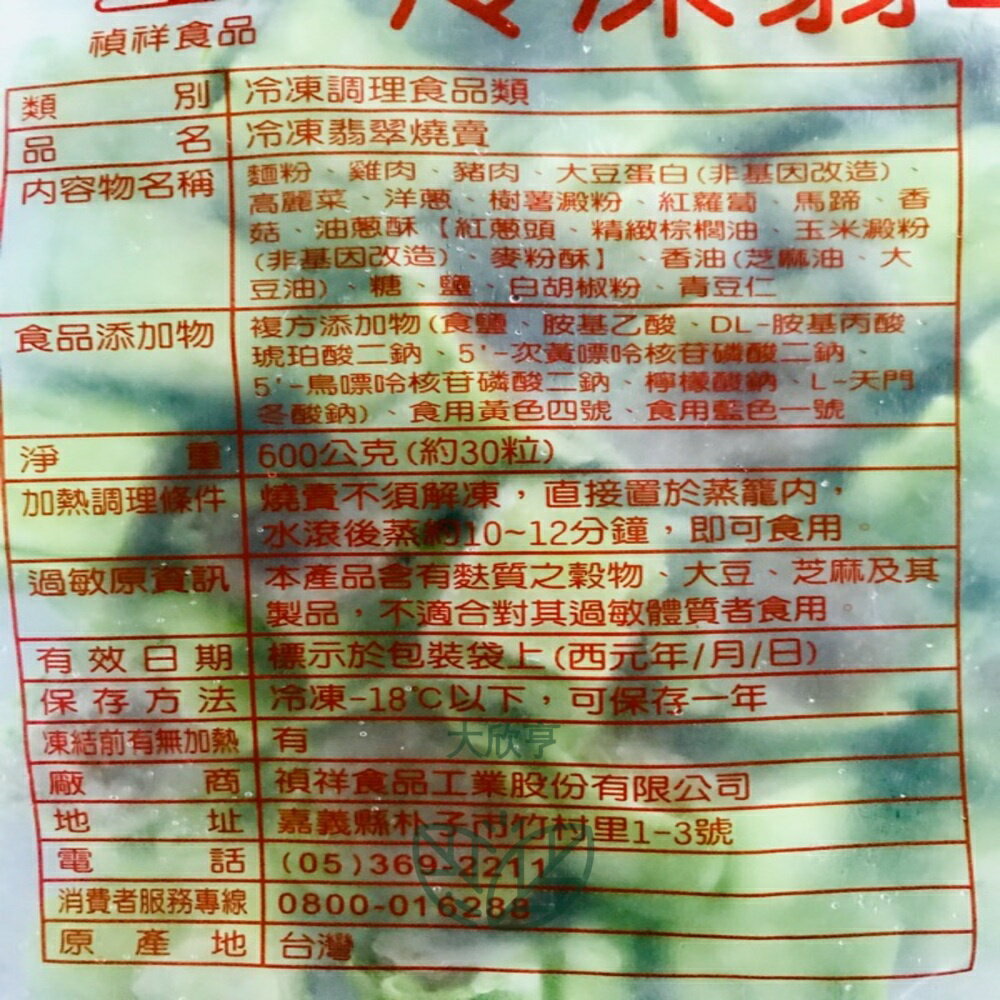 禎祥食品
類別 冷凍調理食品類
品名 冷凍翡翠燒賣
內容物名稱 麵粉、雞肉、豬肉、大豆蛋白(非基因改造)、
高麗菜、洋蔥、樹薯澱粉、紅蘿蔔、馬蹄、香
菇、油蔥酥【紅蔥頭、精緻棕櫚油、玉米澱粉
(非基因改造)、麥粉酥】、香油(芝麻油、大
豆油)、糖、鹽、白胡椒粉、青豆仁
食品添加物 複方添加物(食鹽、胺基乙酸、DL-胺基丙酸
琥珀酸二鈉、5'-次黃嘌呤核苷磷酸二鈉、
5'-鳥嘌呤核苷磷酸二鈉、檸檬酸鈉、L-天門
冬酸鈉)、食用黃色四號、食用藍色一號
淨重 600公克(約30粒)
加熱調理條件 燒賣不須解凍，直接置於蒸籠內，
水滾後蒸約10~12分鐘，即可食用。
過敏原資訊 本產品含有麩質之穀物、大豆、芝麻及其
製品，不適合對其過敏體質者食用。
有效日期 標示於包裝袋上(西元年/月/日)
保存方法 冷凍-18℃以下，可保存一年
凍結前有無加熱 有
大欣亨
廠商 禎祥食品工業股份有限公司
地址 嘉義縣朴子市竹村里1-3號
電話 (05)369-2211
消費者服務專線 0800-016288
原產地 台灣